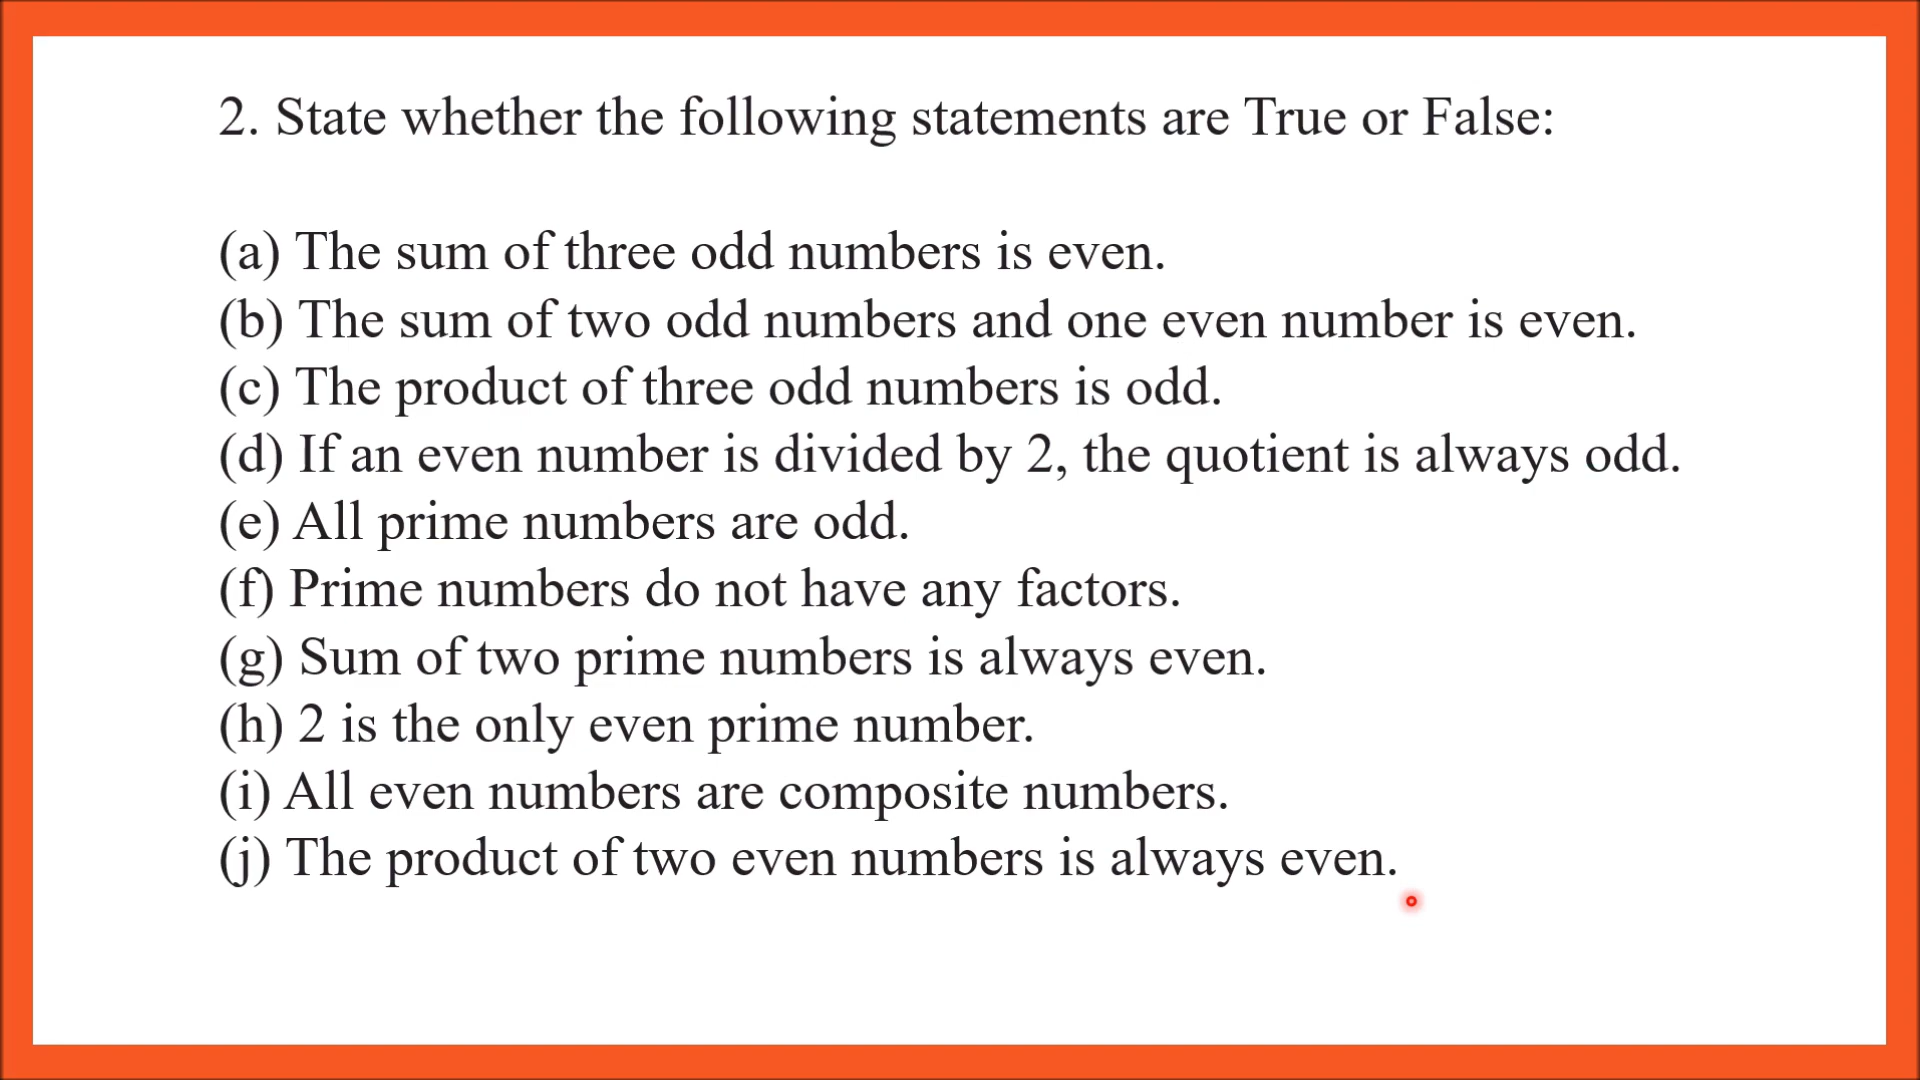 2. State whether the following statements are True or False:
(a) The sum of three odd numbers is even.
(b) The sum of two odd numbers and one even number is even.
(c) The product of three odd numbers is odd.
(d) If an even number is divided by 2, the quotient is always odd.
(e) All prime numbers are odd.
(f) Prime numbers do not have any factors.
(g) Sum of two prime numbers is always even.
(h) 2 is the only even prime number.
(i) All even numbers are composite numbers.
(j) The product of two even numbers is always even.